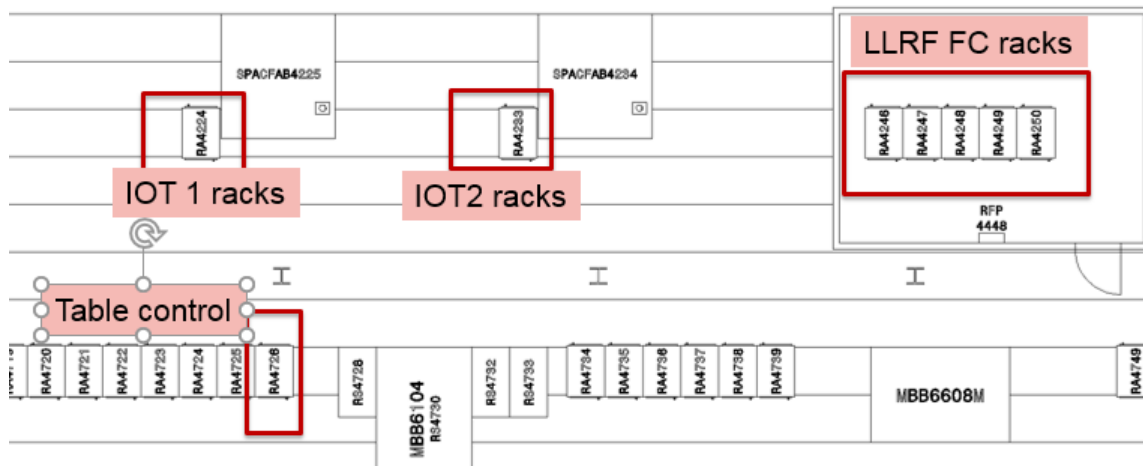 SPACFAB4225
SPACFAB4234
LLRF FC racks
RA4224
RA4233
RA4246
RA4247
RA4248
RA4249
RA4250
IOT 1 racks
IOT2 racks
RFP
4448
Table control
RA4720
RA4721
RA4722
RA4723
RA4724
RA4725
RA4726
RS4728
MBB6104
RS4730
RS4732
RS4733
RA4734
RA4735
RA4736
RA4737
RA4738
RA4739
MBB6608M
RA4749